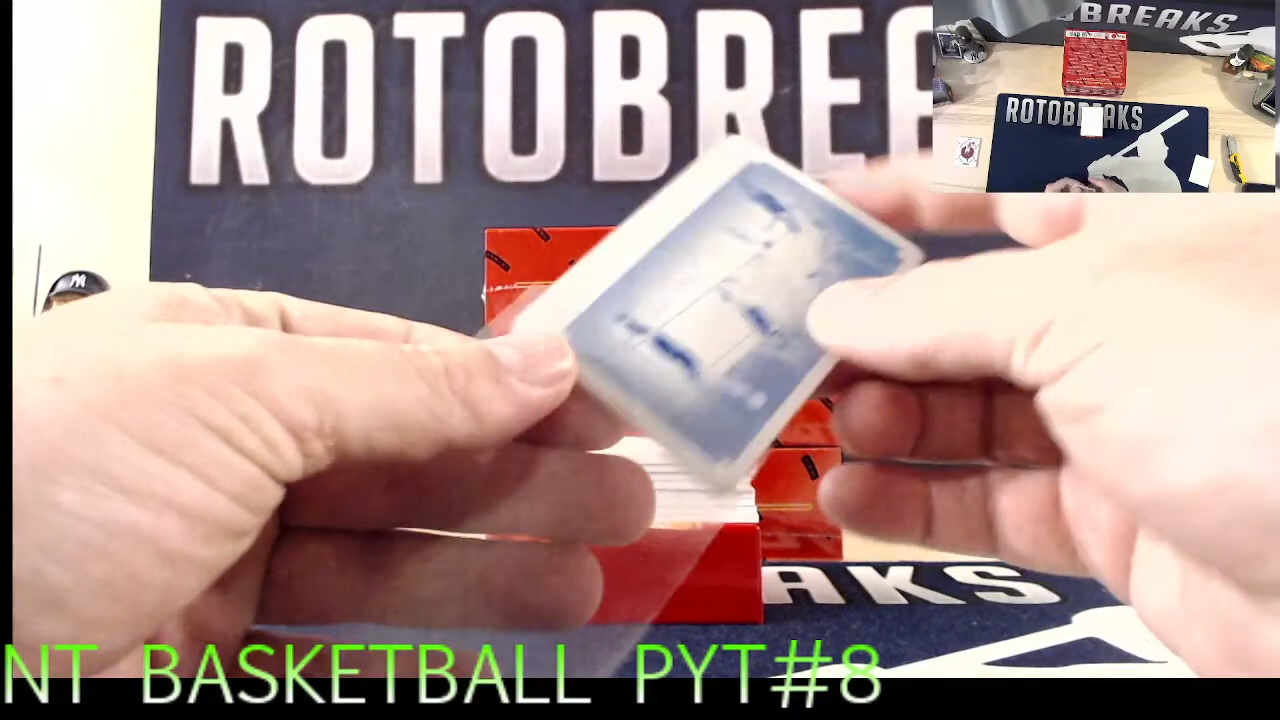 ROTOBREA
BREAKS
ROTOBREAKS
AKS
NT BASKETBALL PYT#8